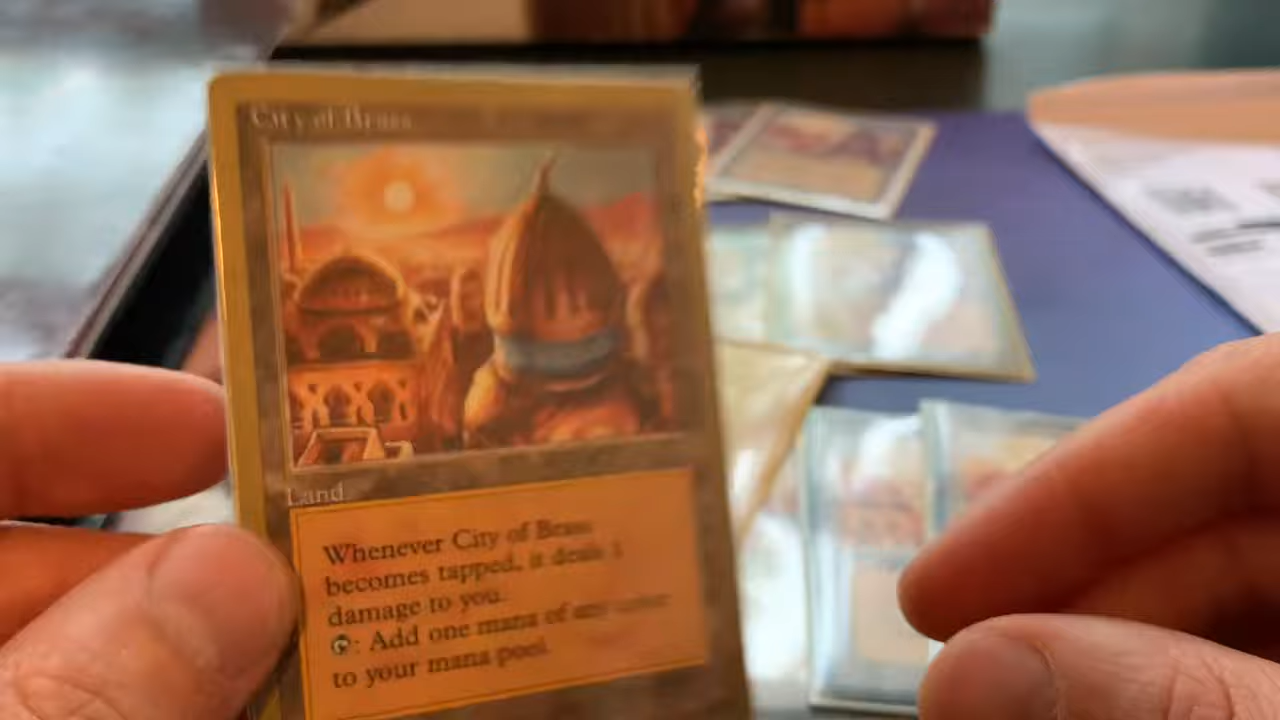 City of Brass
Land
Whenever City of Brass
becomes tapped, it deals 1
damage to you.
: Add one mana of any color
to your mana pool.